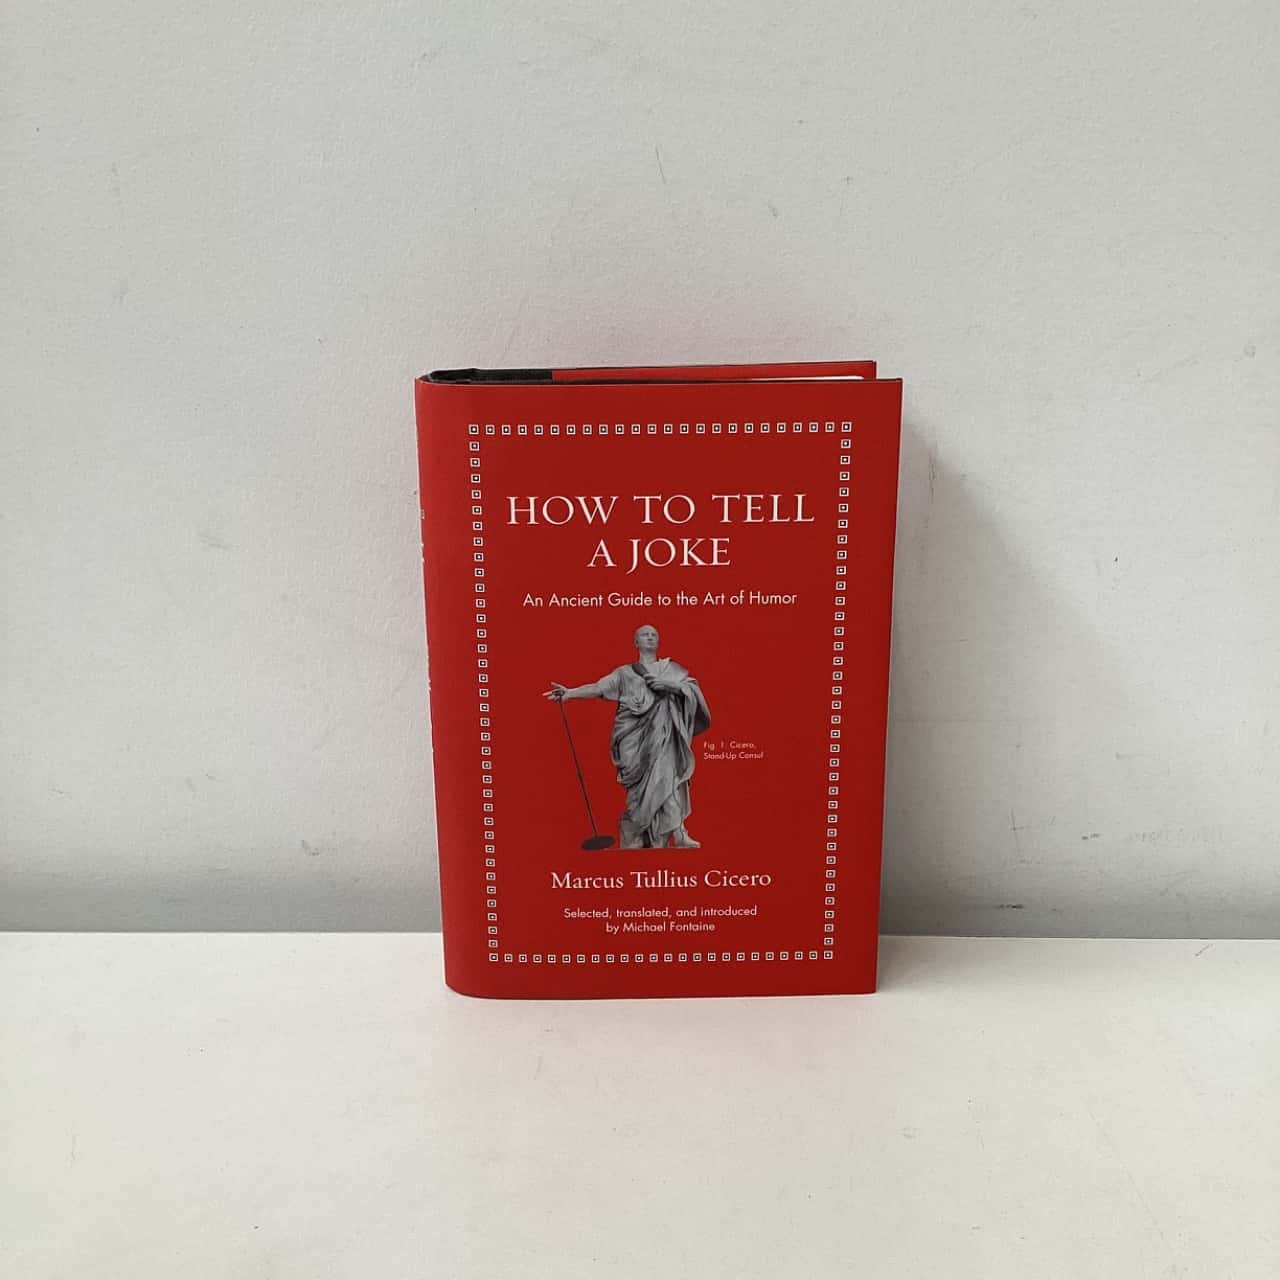 HOW TO TELL
A JOKE
An Ancient Guide to the Art of Humor
Fig. 1. Cicero,
Stand-Up Consul
Marcus Tullius Cicero
Selected, translated, and introduced
by Michael Fontaine